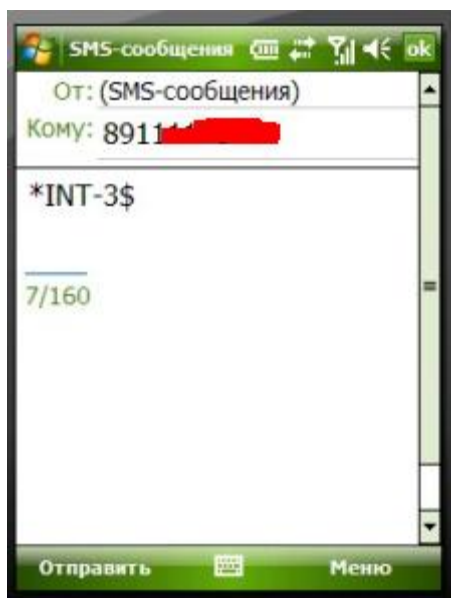 SMS-сообщения ok
От: (SMS-сообщения)
Кому: 8911
*INT-3$
7/160
Отправить Меню